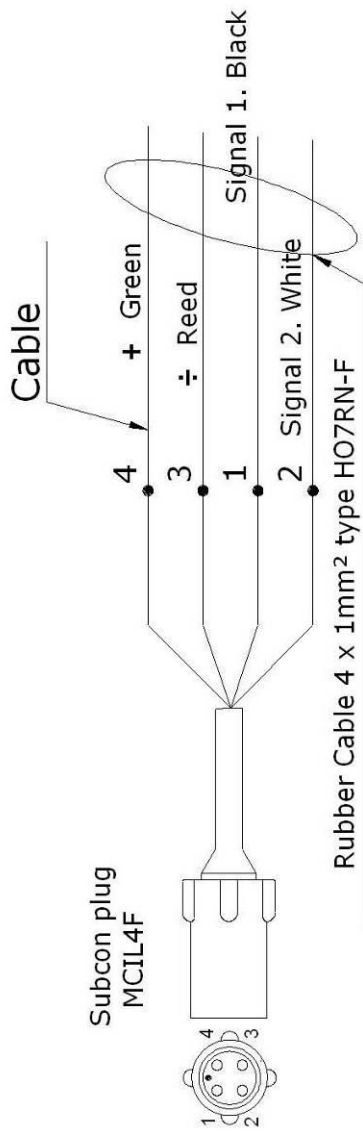 Cable
4
+ Green
3
÷ Reed
1
Signal 1. Black
2
Signal 2. White
Subcon plug
MCIL4F
1
4
2
3
Rubber Cable 4 x 1mm² type HO7RN-F